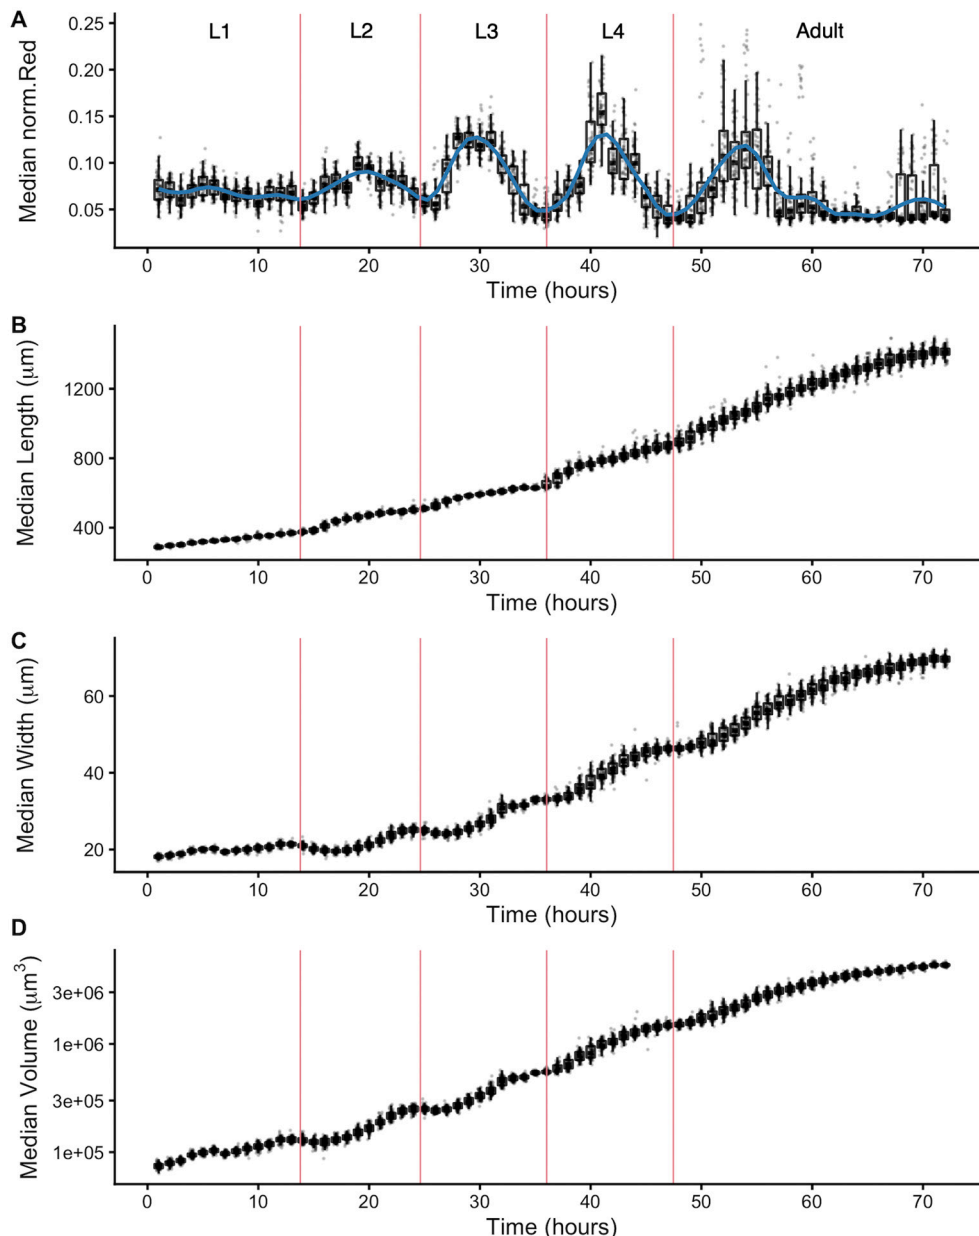 A
L1 L2 L3 L4 Adult
Median norm.Red
0.25
0.20
0.15
0.10
0.05
0 10 20 30 40 50 60 70
Time (hours)
B
Median Length (μm)
1200
800
400
0 10 20 30 40 50 60 70
Time (hours)
C
Median Width (μm)
60
40
20
0 10 20 30 40 50 60 70
Time (hours)
D
Median Volume (μm³)
3e+06
1e+06
3e+05
1e+05
0 10 20 30 40 50 60 70
Time (hours)